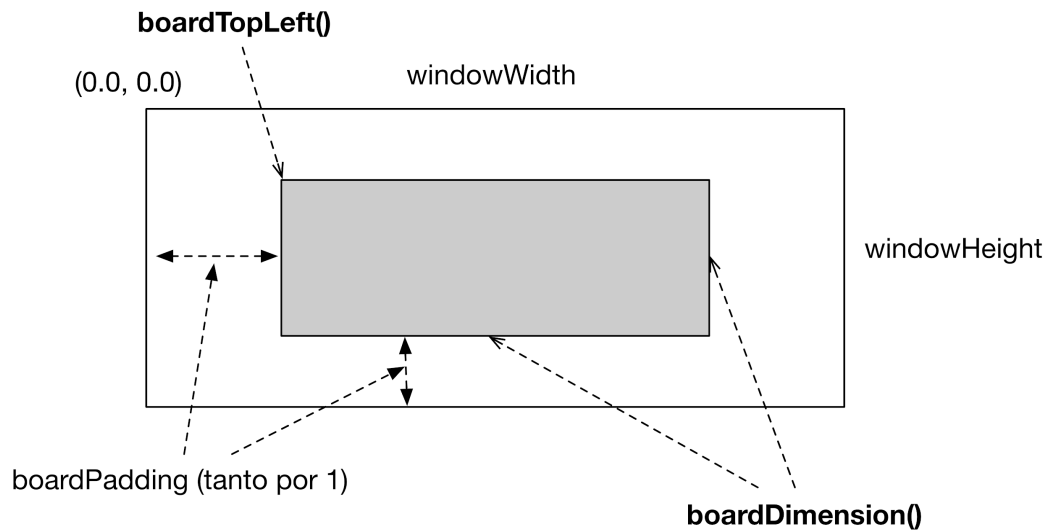 boardTopLeft()
(0.0, 0.0)
windowWidth
windowHeight
boardPadding (tanto por 1)
boardDimension()